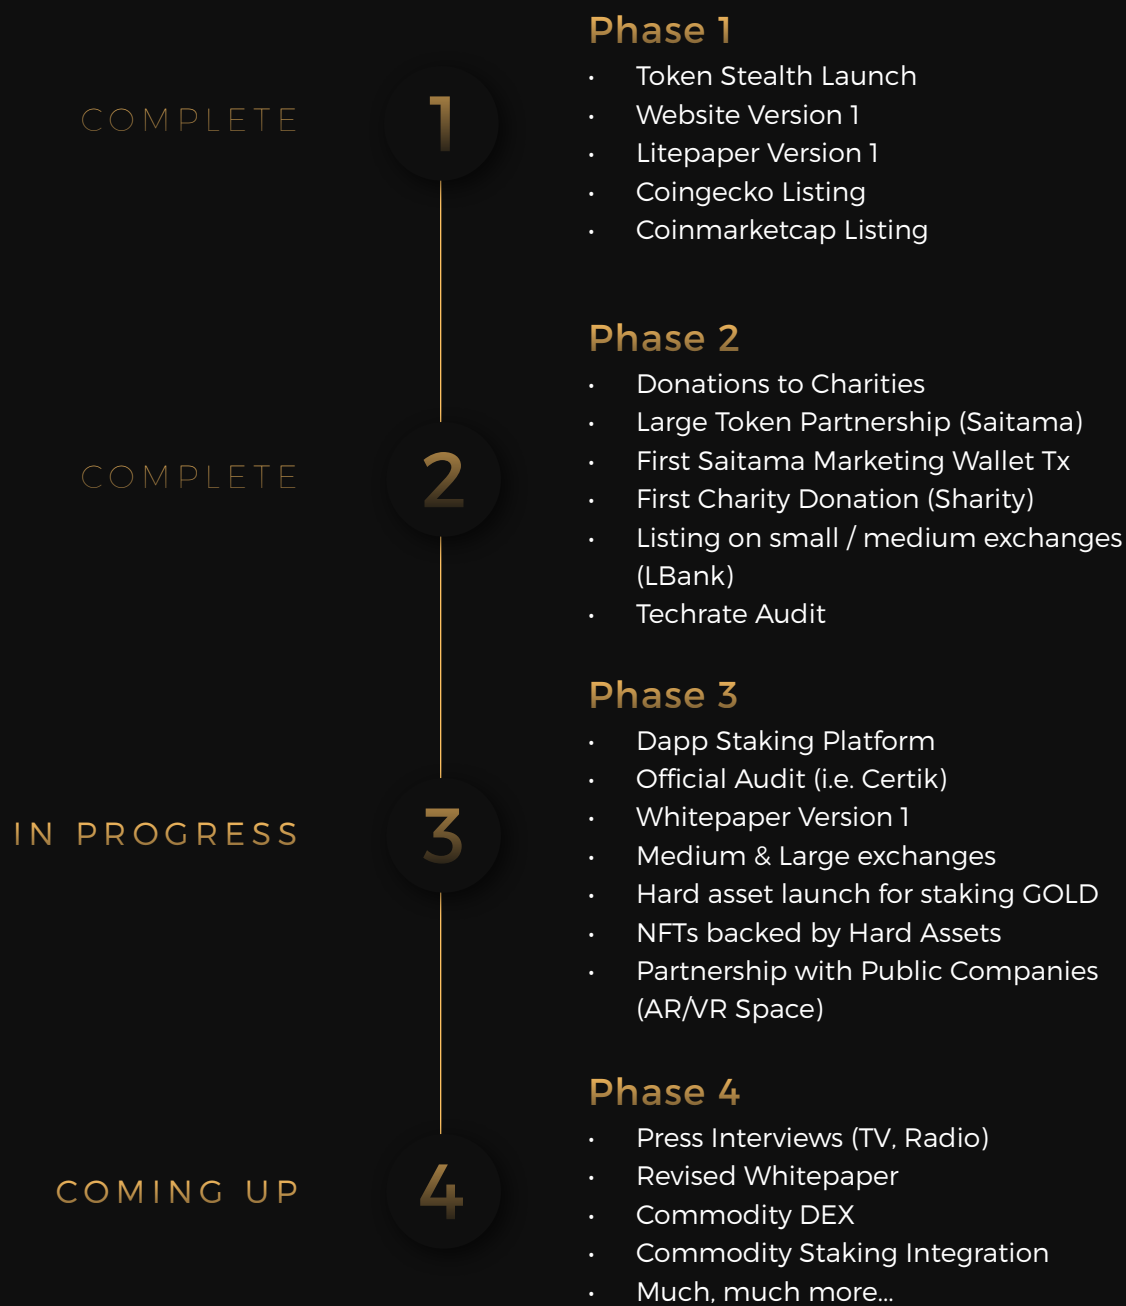 Phase 1
• Token Stealth Launch
• Website Version 1
• Litepaper Version 1
• Coingecko Listing
• Coinmarketcap Listing
COMPLETE
1
Phase 2
• Donations to Charities
• Large Token Partnership (Saitama)
• First Saitama Marketing Wallet Tx
• First Charity Donation (Sharity)
• Listing on small / medium exchanges
(LBank)
• Techrate Audit
COMPLETE
2
Phase 3
• Dapp Staking Platform
• Official Audit (i.e. Certik)
• Whitepaper Version 1
• Medium & Large exchanges
• Hard asset launch for staking GOLD
• NFTs backed by Hard Assets
• Partnership with Public Companies
(AR/VR Space)
IN PROGRESS
3
Phase 4
• Press Interviews (TV, Radio)
• Revised Whitepaper
• Commodity DEX
• Commodity Staking Integration
• Much, much more...
COMING UP
4